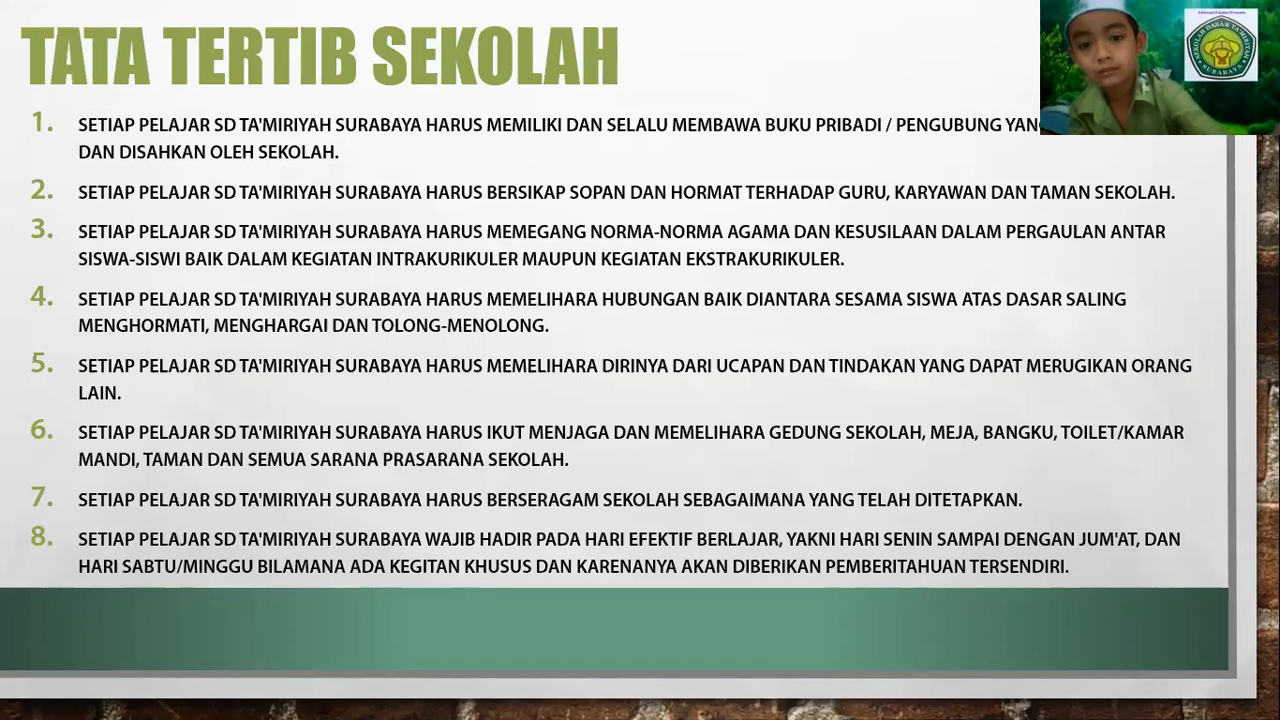 TATA TERTIB SEKOLAH
1. SETIAP PELAJAR SD TA'MIRIYAH SURABAYA HARUS MEMILIKI DAN SELALU MEMBAWA BUKU PRIBADI / PENGUBUNG
DAN DISAHKAN OLEH SEKOLAH.
2. SETIAP PELAJAR SD TA'MIRIYAH SURABAYA HARUS BERSIKAP SOPAN DAN HORMAT TERHADAP GURU, KARYAWAN DAN TAMAN SEKOLAH.
3. SETIAP PELAJAR SD TA'MIRIYAH SURABAYA HARUS MEMEGANG NORMA-NORMA AGAMA DAN KESUSILAAN DALAM PERGAULAN ANTAR
SISWA-SISWI BAIK DALAM KEGIATAN INTRAKURIKULER MAUPUN KEGIATAN EKSTRAKURIKULER.
4. SETIAP PELAJAR SD TA'MIRIYAH SURABAYA HARUS MEMELIHARA HUBUNGAN BAIK DIANTARA SESAMA SISWA ATAS DASAR SALING
MENGHORMATI, MENGHARGAI DAN TOLONG-MENOLONG.
5. SETIAP PELAJAR SD TA'MIRIYAH SURABAYA HARUS MEMELIHARA DIRINYA DARI UCAPAN DAN TINDAKAN YANG DAPAT MERUGIKAN ORANG
LAIN.
6. SETIAP PELAJAR SD TA'MIRIYAH SURABAYA HARUS IKUT MENJAGA DAN MEMELIHARA GEDUNG SEKOLAH, MEJA, BANGKU, TOILET/KAMAR
MANDI, TAMAN DAN SEMUA SARANA PRASARANA SEKOLAH.
7. SETIAP PELAJAR SD TA'MIRIYAH SURABAYA HARUS BERSERAGAM SEKOLAH SEBAGAIMANA YANG TELAH DITETAPKAN.
8. SETIAP PELAJAR SD TA'MIRIYAH SURABAYA WAJIB HADIR PADA HARI EFEKTIF BERLAJAR, YAKNI HARI SENIN SAMPAI DENGAN JUM'AT, DAN
HARI SABTU/MINGGU BILAMANA ADA KEGITAN KHUSUS DAN KARENANYA AKAN DIBERIKAN PEMBERITAHUAN TERSENDIRI.
SEKOLAH DASAR TA'MIRIYAH
SURABAYA